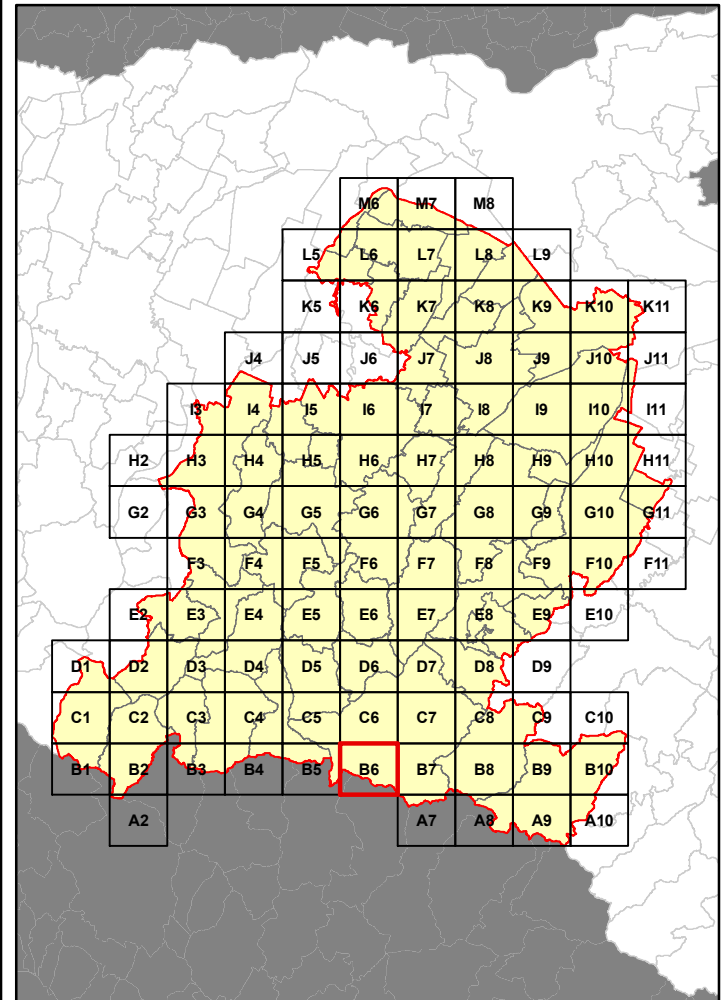 M6 M7 M8
L5 L6 L7 L8 L9
K5 K6 K7 K8 K9 K10 K11
J4 J5 J6 J7 J8 J9 J10 J11
I3 I4 I5 I6 I7 I8 I9 I10 I11
H2 H3 H4 H5 H6 H7 H8 H9 H10 H11
G2 G3 G4 G5 G6 G7 G8 G9 G10 G11
F3 F4 E5 F6 F7 F8 F9 F10 F11
E2 E3 E4 E5 E6 E7 E8 E9 E10
D1 D2 D3 D4 D5 D6 D7 D8 D9
C1 C2 C3 C4 C5 C6 C7 C8 C9 C10
B1 B2 B3 B4 B5 B6 B7 B8 B9 B10
A2 A7 A8 A9 A10